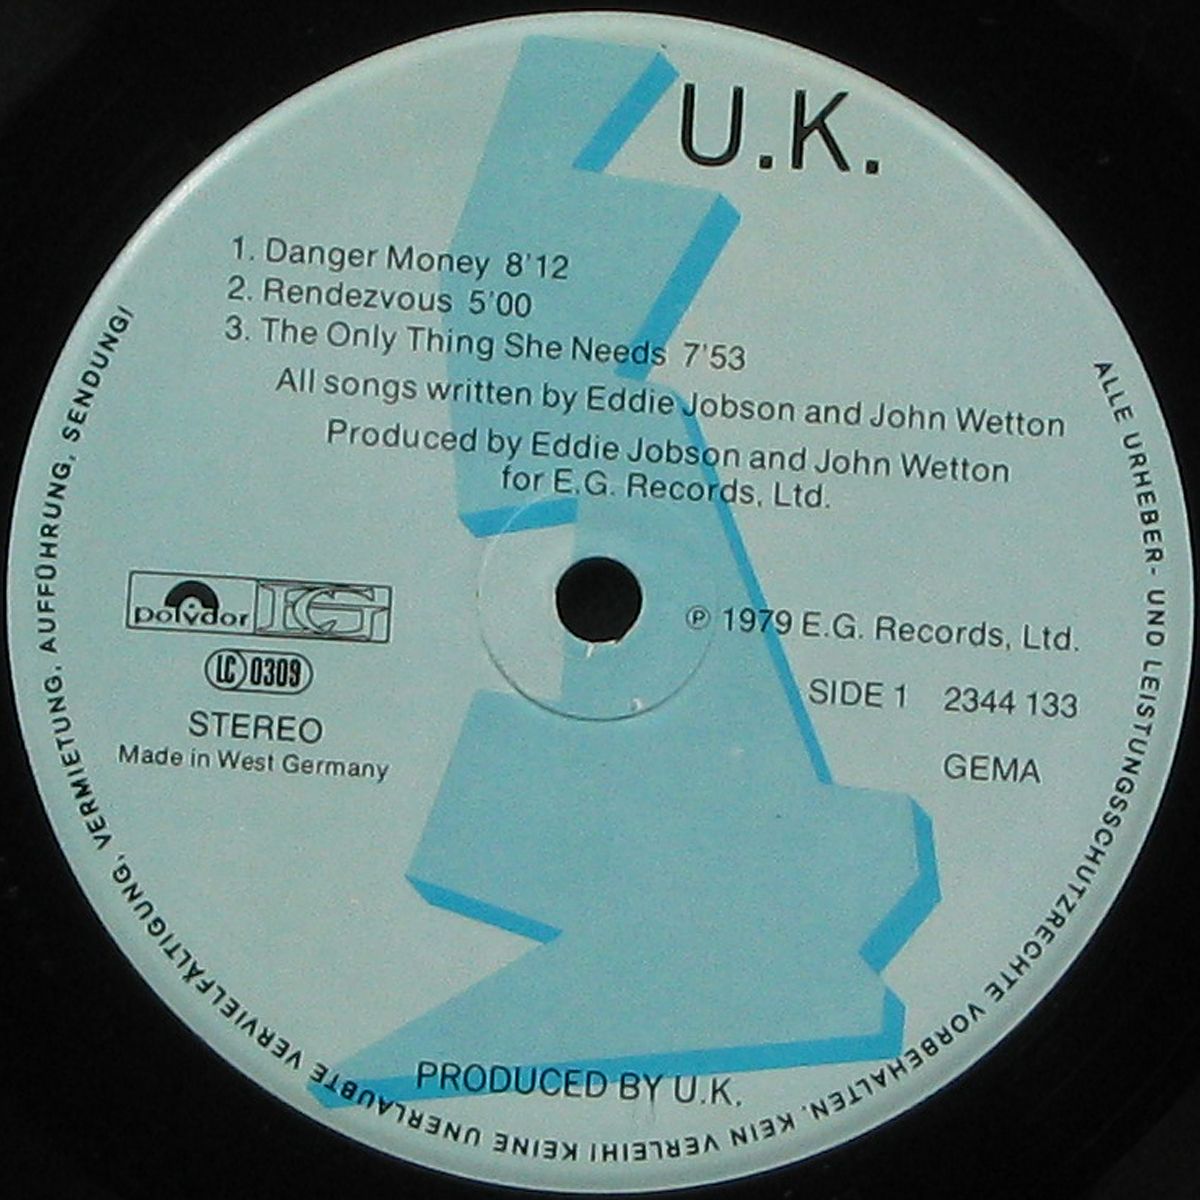 U.K.
1. Danger Money 8'12
2. Rendezvous 5'00
3. The Only Thing She Needs 7'53
All songs written by Eddie Jobson and John Wetton
Produced by Eddie Jobson and John Wetton
for E.G. Records, Ltd.
polydor EG
LC 0309
STEREO
Made in West Germany
℗ 1979 E.G. Records, Ltd.
SIDE 1 2344 133
GEMA
PRODUCED BY U.K.
ALLE URHEBER- UND LEISTUNGSSCHUTZRECHTE VORBEHALTEN. KEIN VERLEIH! KEINE UNERLAUBTE VERVIELFÄLTIGUNG, VERMIETUNG, AUFFÜHRUNG, SENDUNG!